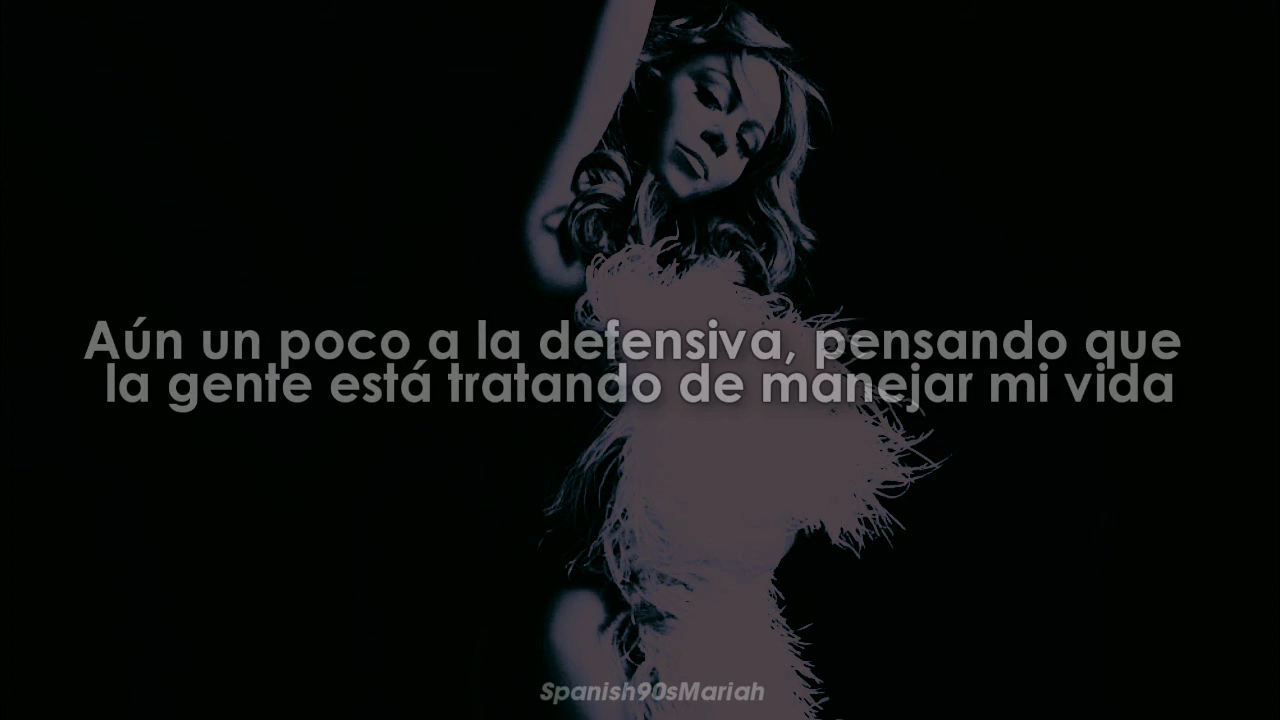 Aún un poco a la defensiva, pensando que
la gente está tratando de manejar mi vida
Spanish90sMariah